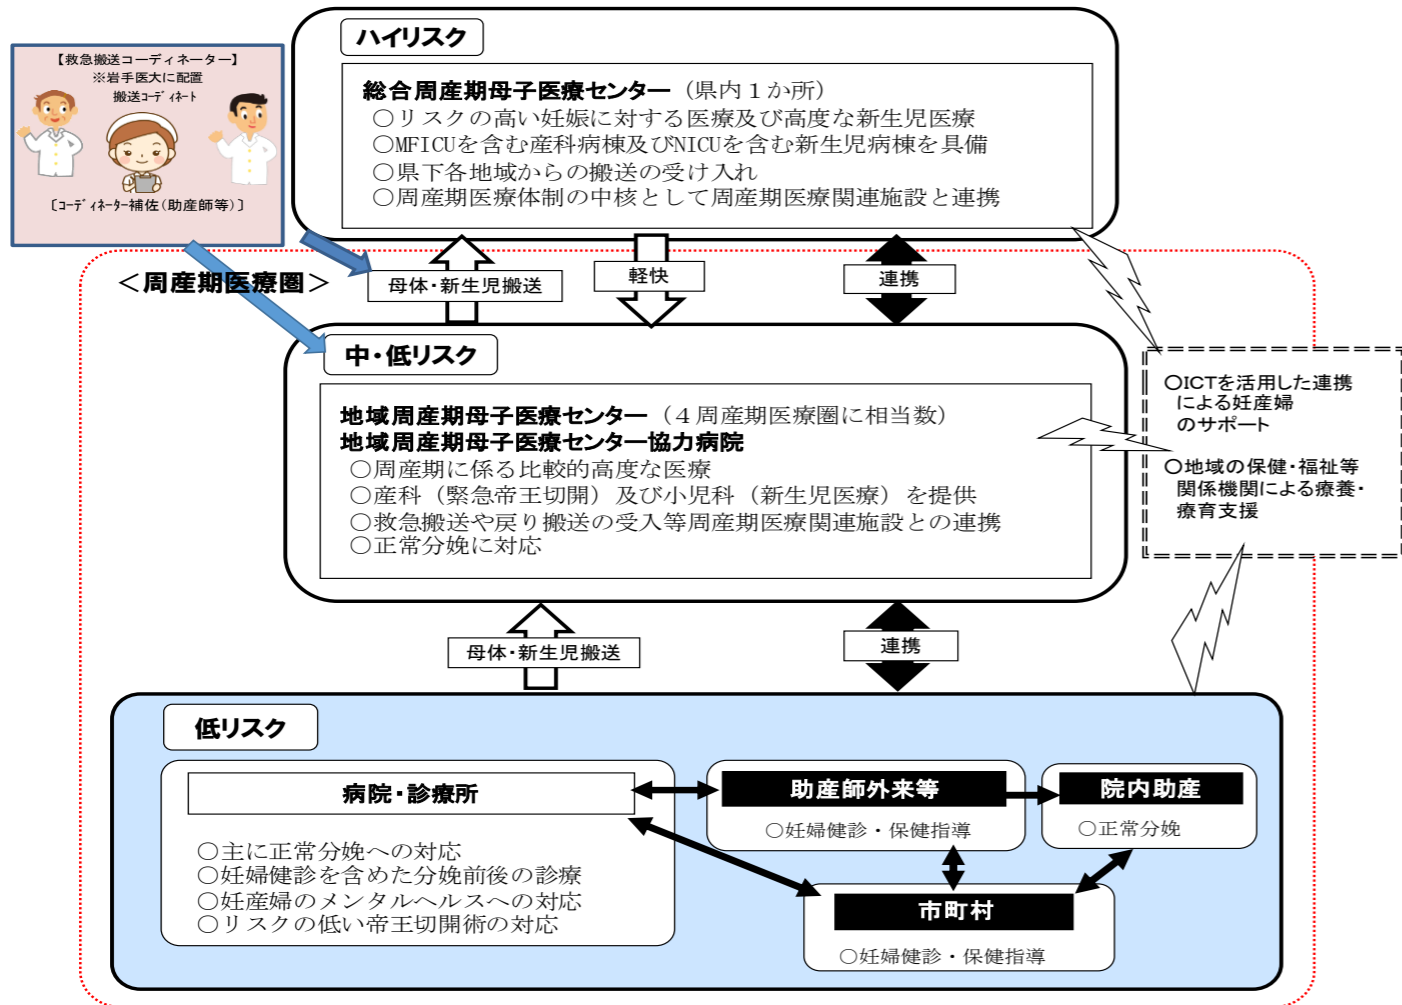 ハイリスク
【救急搬送コーディネーター】
※岩手医大に配置
搬送ｺｰﾃﾞｨﾈｰﾄ
〔ｺｰﾃﾞｨﾈｰﾀｰ補佐(助産師等)〕
総合周産期母子医療センター（県内１か所）
○リスクの高い妊娠に対する医療及び高度な新生児医療
○MFICUを含む産科病棟及びNICUを含む新生児病棟を具備
○県下各地域からの搬送の受け入れ
○周産期医療体制の中核として周産期医療関連施設と連携
＜周産期医療圏＞
母体・新生児搬送
軽快
連携
中・低リスク
地域周産期母子医療センター（４周産期医療圏に相当数）
地域周産期母子医療センター協力病院
○周産期に係る比較的高度な医療
○産科（緊急帝王切開）及び小児科（新生児医療）を提供
○救急搬送や戻り搬送の受入等周産期医療関連施設との連携
○正常分娩に対応
○ICTを活用した連携
による妊産婦
のサポート
○地域の保健・福祉等
関係機関による療養・
療育支援
母体・新生児搬送
連携
低リスク
病院・診療所
○主に正常分娩への対応
○妊婦健診を含めた分娩前後の診療
○妊産婦のメンタルヘルスへの対応
○リスクの低い帝王切開術の対応
助産師外来等
○妊婦健診・保健指導
院内助産
○正常分娩
市町村
○妊婦健診・保健指導